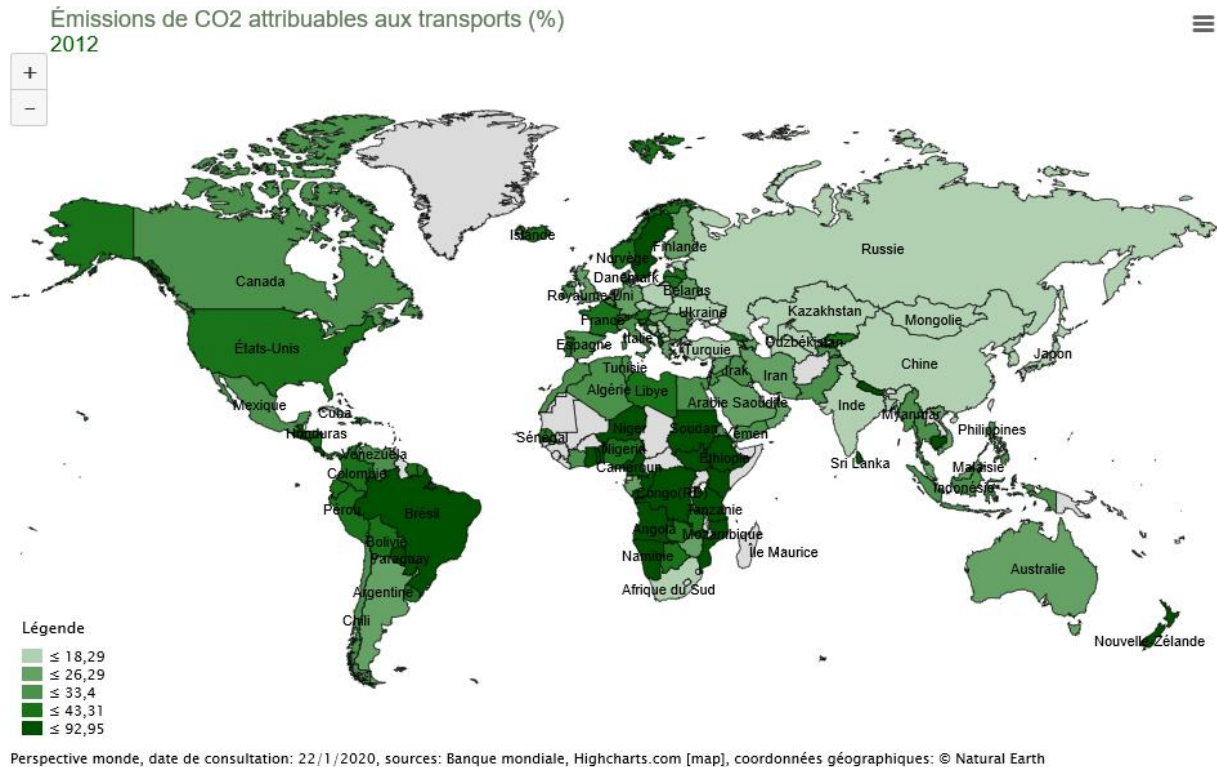 Émissions de CO2 attribuables aux transports (%)
2012
+
−
Islande
Finlande
Russie
Norvège
Canada
Danemark
Royaume-Uni
Belarus
Ukraine
Kazakhstan
Mongolie
France
États-Unis
Espagne
Italie
Turquie
Ouzbékistan
Chine
Japon
Tunisie
Irak
Iran
Algérie
Libye
Arabie Saoudite
Inde
Myanmar
Mexique
Cuba
Honduras
Sénégal
Niger
Soudan
Yémen
Philippines
Venezuela
Nigeria
Éthiopie
Cameroun
Sri Lanka
Malaisie
Colombie
Congo(RD)
Indonésie
Pérou
Brésil
Tanzanie
Angola
Mozambique
Bolivie
Namibie
Île Maurice
Paraguay
Australie
Afrique du Sud
Argentine
Chili
Nouvelle-Zélande
Légende
≤ 18,29
≤ 26,29
≤ 33,4
≤ 43,31
≤ 92,95
Perspective monde, date de consultation: 22/1/2020, sources: Banque mondiale, Highcharts.com [map], coordonnées géographiques: © Natural Earth